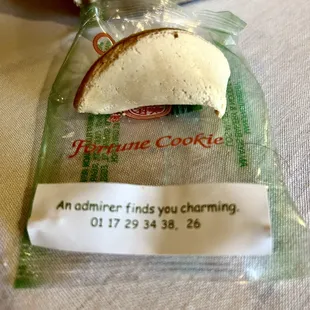 Fortune Cookie
An admirer finds you charming.
01 17 29 34 38, 26